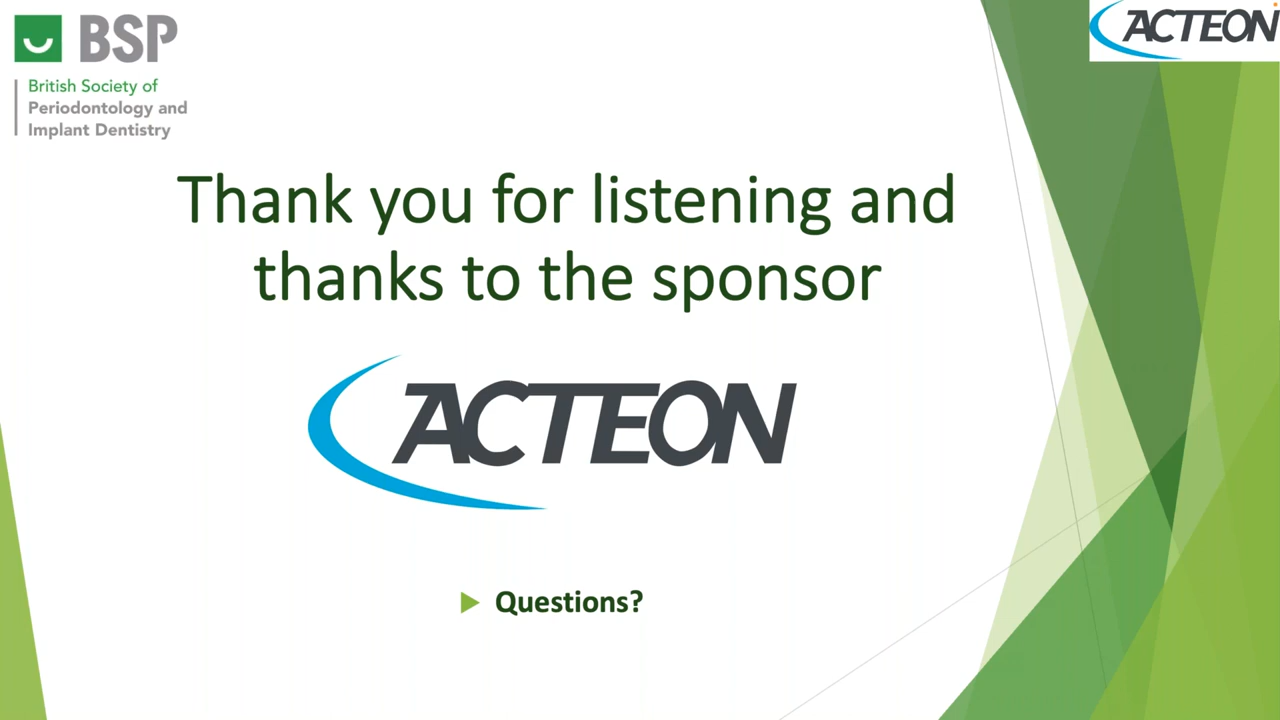 BSP
British Society of
Periodontology and
Implant Dentistry
ACTEON
Thank you for listening and
thanks to the sponsor
ACTEON
Questions?